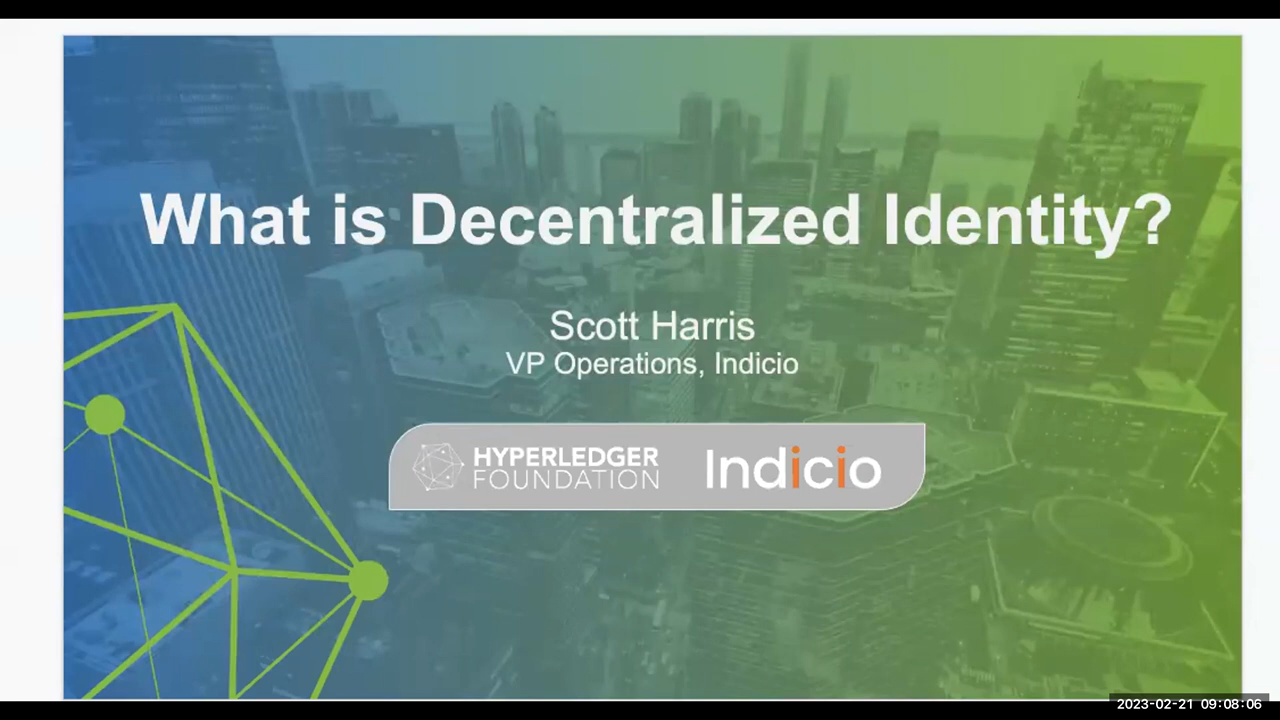 What is Decentralized Identity?
Scott Harris
VP Operations, Indicio
HYPERLEDGER
FOUNDATION
Indicio
2023-02-21 09:08:06